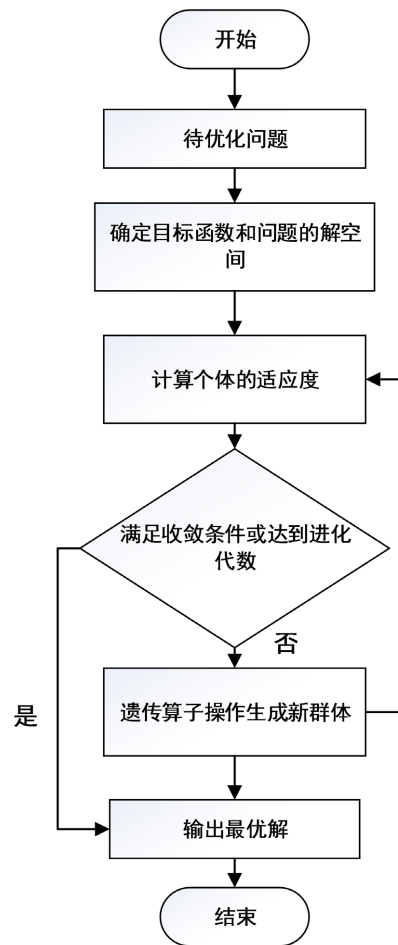 开始
待优化问题
确定目标函数和问题的解空
间
计算个体的适应度
满足收敛条件或达到进化
代数
否
是
遗传算子操作生成新群体
输出最优解
结束